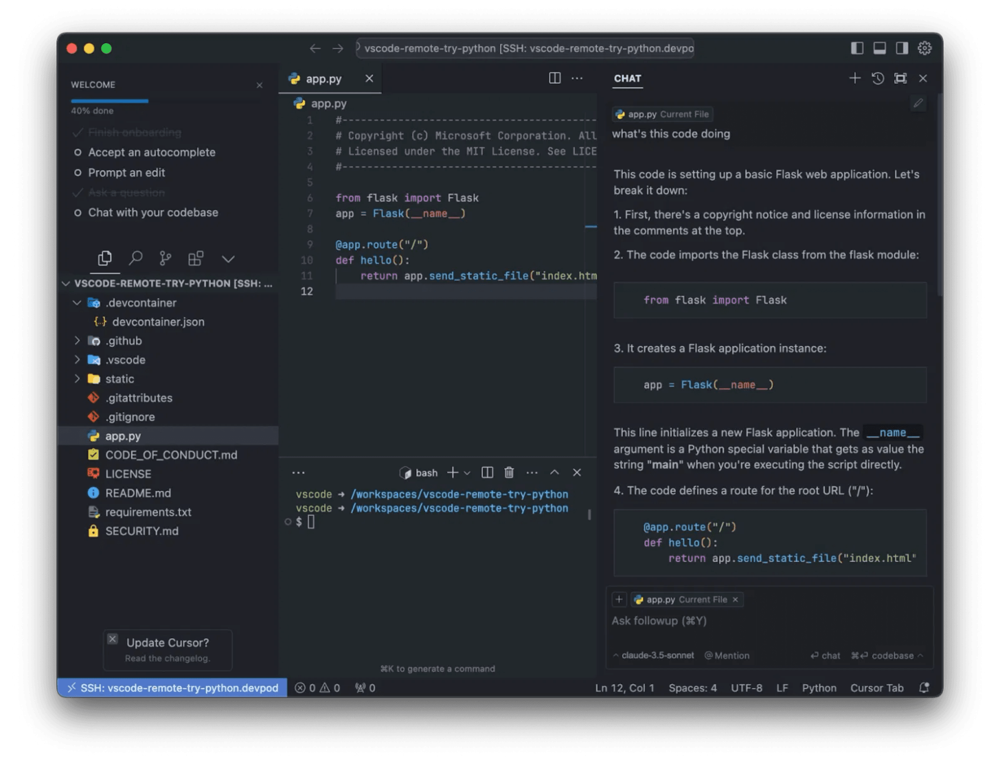 vscode-remote-try-python [SSH: vscode-remote-try-python.devpo
WELCOME
40% done
Finish onboarding
Accept an autocomplete
Prompt an edit
Ask a question
Chat with your codebase
VSCODE-REMOTE-TRY-PYTHON [SSH: ...
.devcontainer
{..} devcontainer.json
.github
.vscode
static
.gitattributes
.gitignore
app.py
CODE_OF_CONDUCT.md
LICENSE
README.md
requirements.txt
SECURITY.md
Update Cursor?
Read the changelog.
app.py
app.py
1 #-----------------------------------------
2 # Copyright (c) Microsoft Corporation. All
3 # Licensed under the MIT License. See LICE
4 #-----------------------------------------
5
6 from flask import Flask
7 app = Flask(__name__)
8
9 @app.route("/")
10 def hello():
11     return app.send_static_file("index.htm
12
... bash
vscode ➜ /workspaces/vscode-remote-try-python
vscode ➜ /workspaces/vscode-remote-try-python
$
⌘K to generate a command
CHAT
app.py Current File
what's this code doing
This code is setting up a basic Flask web application. Let's
break it down:
1. First, there's a copyright notice and license information in
the comments at the top.
2. The code imports the Flask class from the flask module:
from flask import Flask
3. It creates a Flask application instance:
app = Flask(__name__)
This line initializes a new Flask application. The __name__
argument is a Python special variable that gets as value the
string "main" when you're executing the script directly.
4. The code defines a route for the root URL ("/"):
@app.route("/")
def hello():
    return app.send_static_file("index.html"
+ app.py Current File ×
Ask followup (⌘Y)
claude-3.5-sonnet @ Mention ⏎ chat ⌘⏎ codebase
SSH: vscode-remote-try-python.devpod 0 0 0 Ln 12, Col 1 Spaces: 4 UTF-8 LF Python Cursor Tab